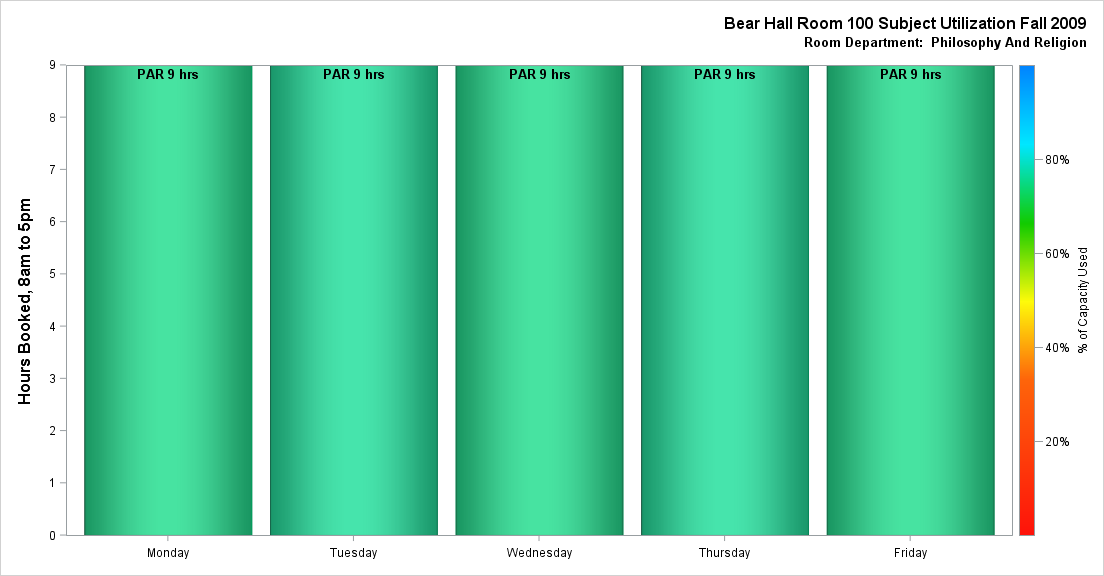 Bear Hall Room 100 Subject Utilization Fall 2009
Room Department:  Philosophy And Religion
PAR 9 hrs
PAR 9 hrs
PAR 9 hrs
PAR 9 hrs
PAR 9 hrs
9
8
7
6
5
4
3
2
1
0
Hours Booked, 8am to 5pm
Monday
Tuesday
Wednesday
Thursday
Friday
80%
60%
40%
20%
% of Capacity Used